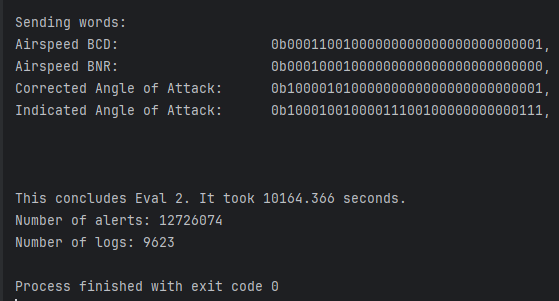 Sending words:
Airspeed BCD: 0b00011001000000000000000000000001,
Airspeed BNR: 0b00010001000000000000000000000000,
Corrected Angle of Attack: 0b10000101000000000000000000000001,
Indicated Angle of Attack: 0b10001001000011100100000000000111,
This concludes Eval 2. It took 10164.366 seconds.
Number of alerts: 12726074
Number of logs: 9623
Process finished with exit code 0